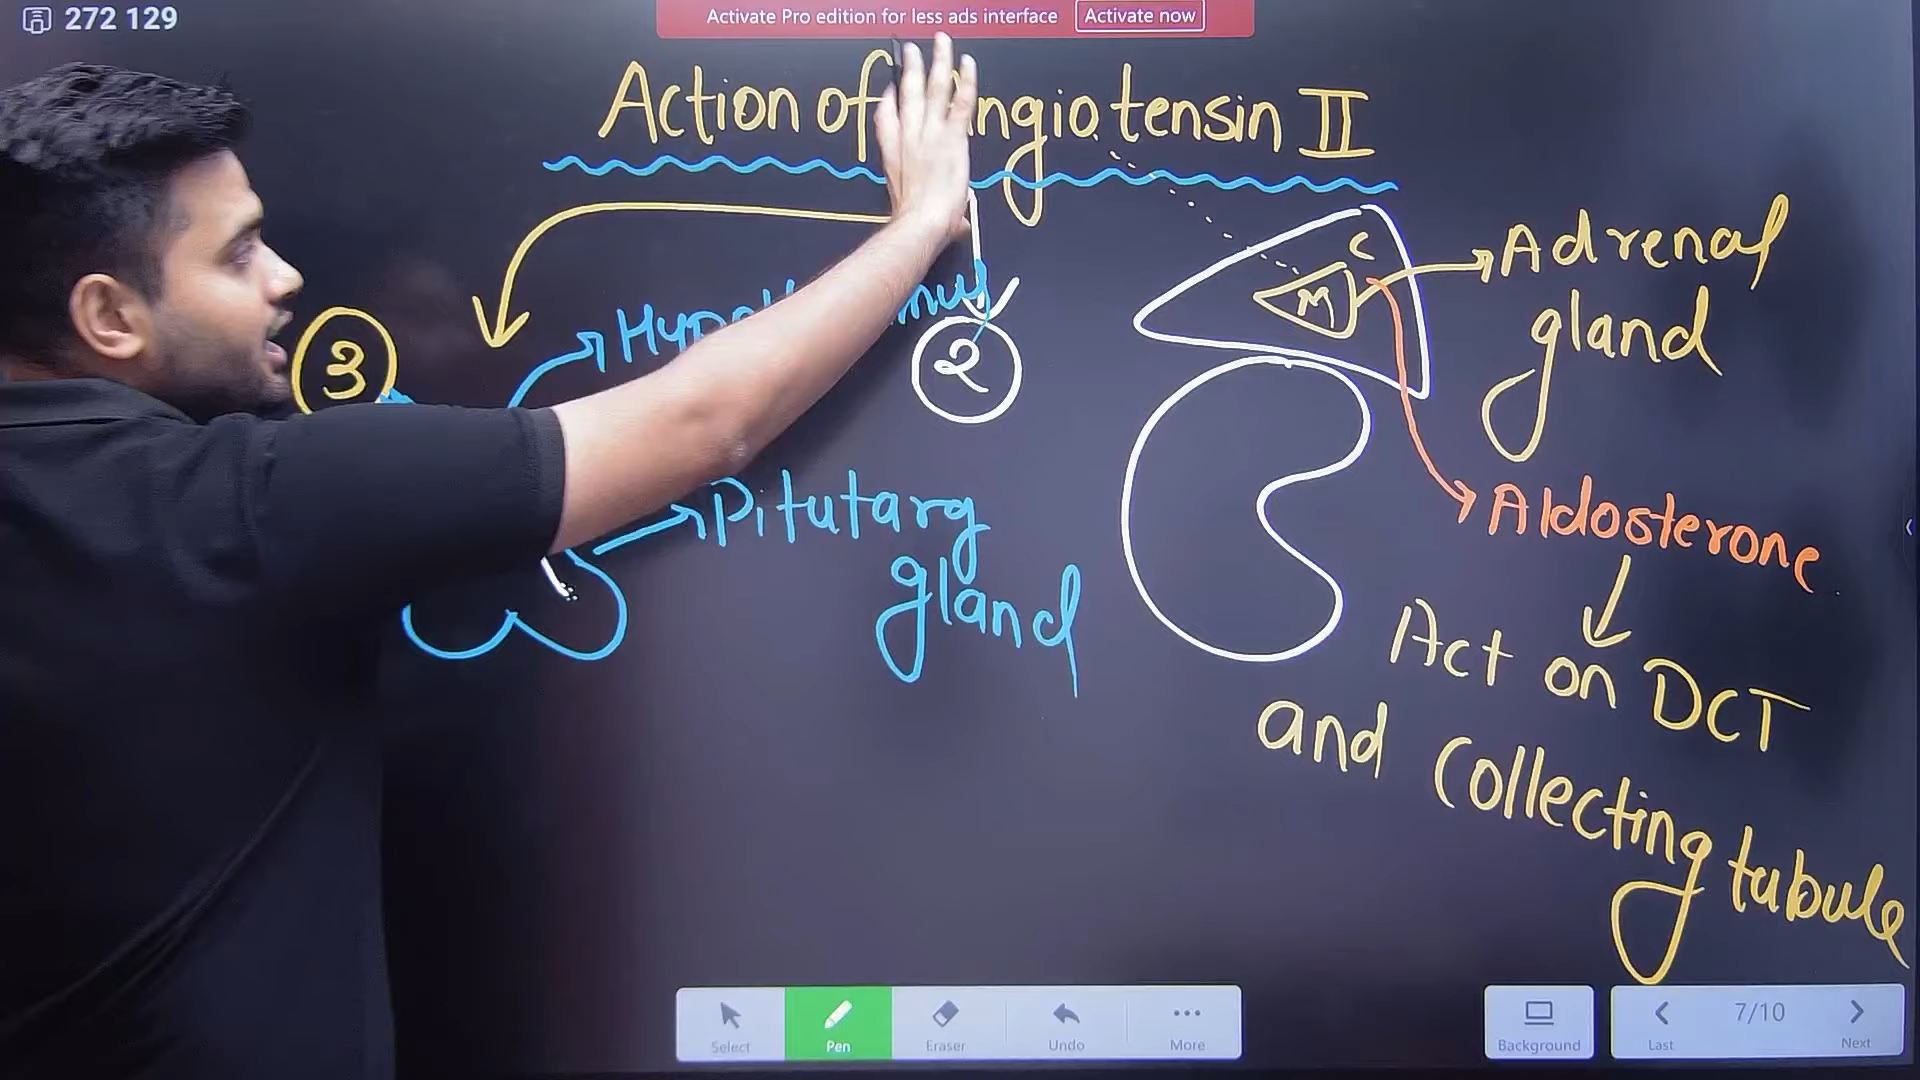 272 129
Activate Pro edition for less ads interface Activate now
Action of ngiotensin II
C
M
Adrenal
gland
3
2
Pitutary
gland
Aldosterone
Act on DCT
and Collecting tubule
Select Pen Eraser Undo More
Background
Last 7/10 Next